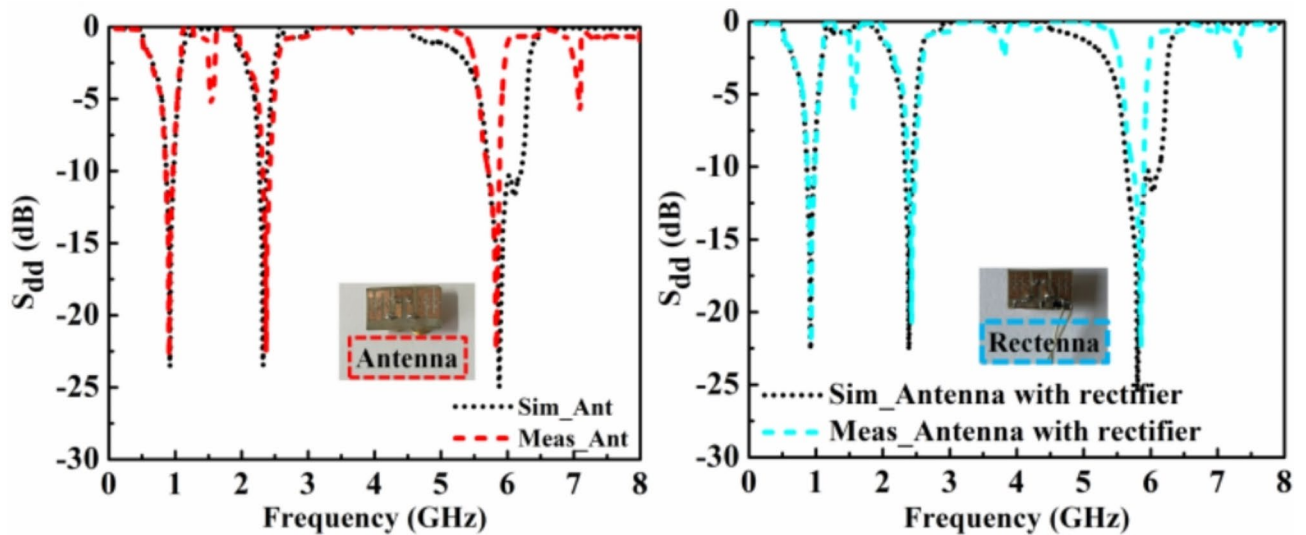 0
-5
-10
-15
-20
-25
-30
S_dd (dB)
0 1 2 3 4 5 6 7 8
Frequency (GHz)
Antenna
Sim_Ant
Meas_Ant
0
-5
-10
-15
-20
-25
-30
S_dd (dB)
0 1 2 3 4 5 6 7 8
Frequency (GHz)
Rectenna
Sim_Antenna with rectifier
Meas_Antenna with rectifier